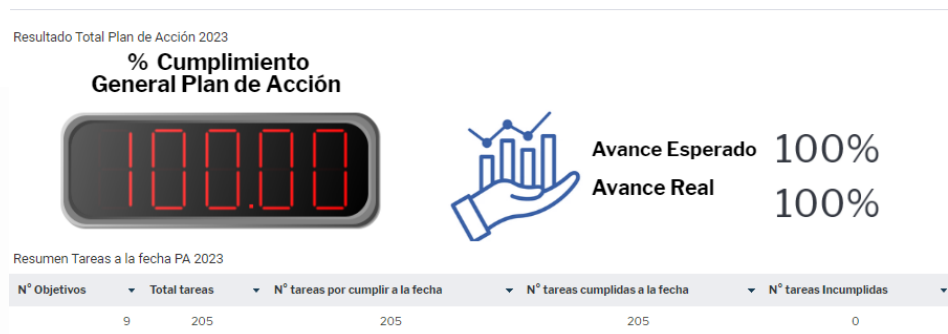 Resultado Total Plan de Acción 2023
% Cumplimiento
General Plan de Acción
100.00
Avance Esperado 100%
Avance Real 100%
Resumen Tareas a la fecha PA 2023
N° Objetivos Total tareas N° tareas por cumplir a la fecha N° tareas cumplidas a la fecha N° tareas Incumplidas
9 205 205 205 0